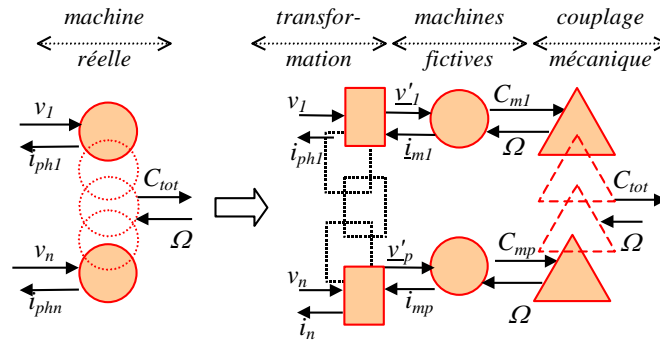 machine
réelle
transfor-
mation
machines
fictives
couplage
mécanique
v1
iph1
Ctot
Ω
vn
iphn
v1
iph1
v'1
im1
Cm1
Ω
Ctot
Ω
vn
in
v'p
imp
Cmp
Ω